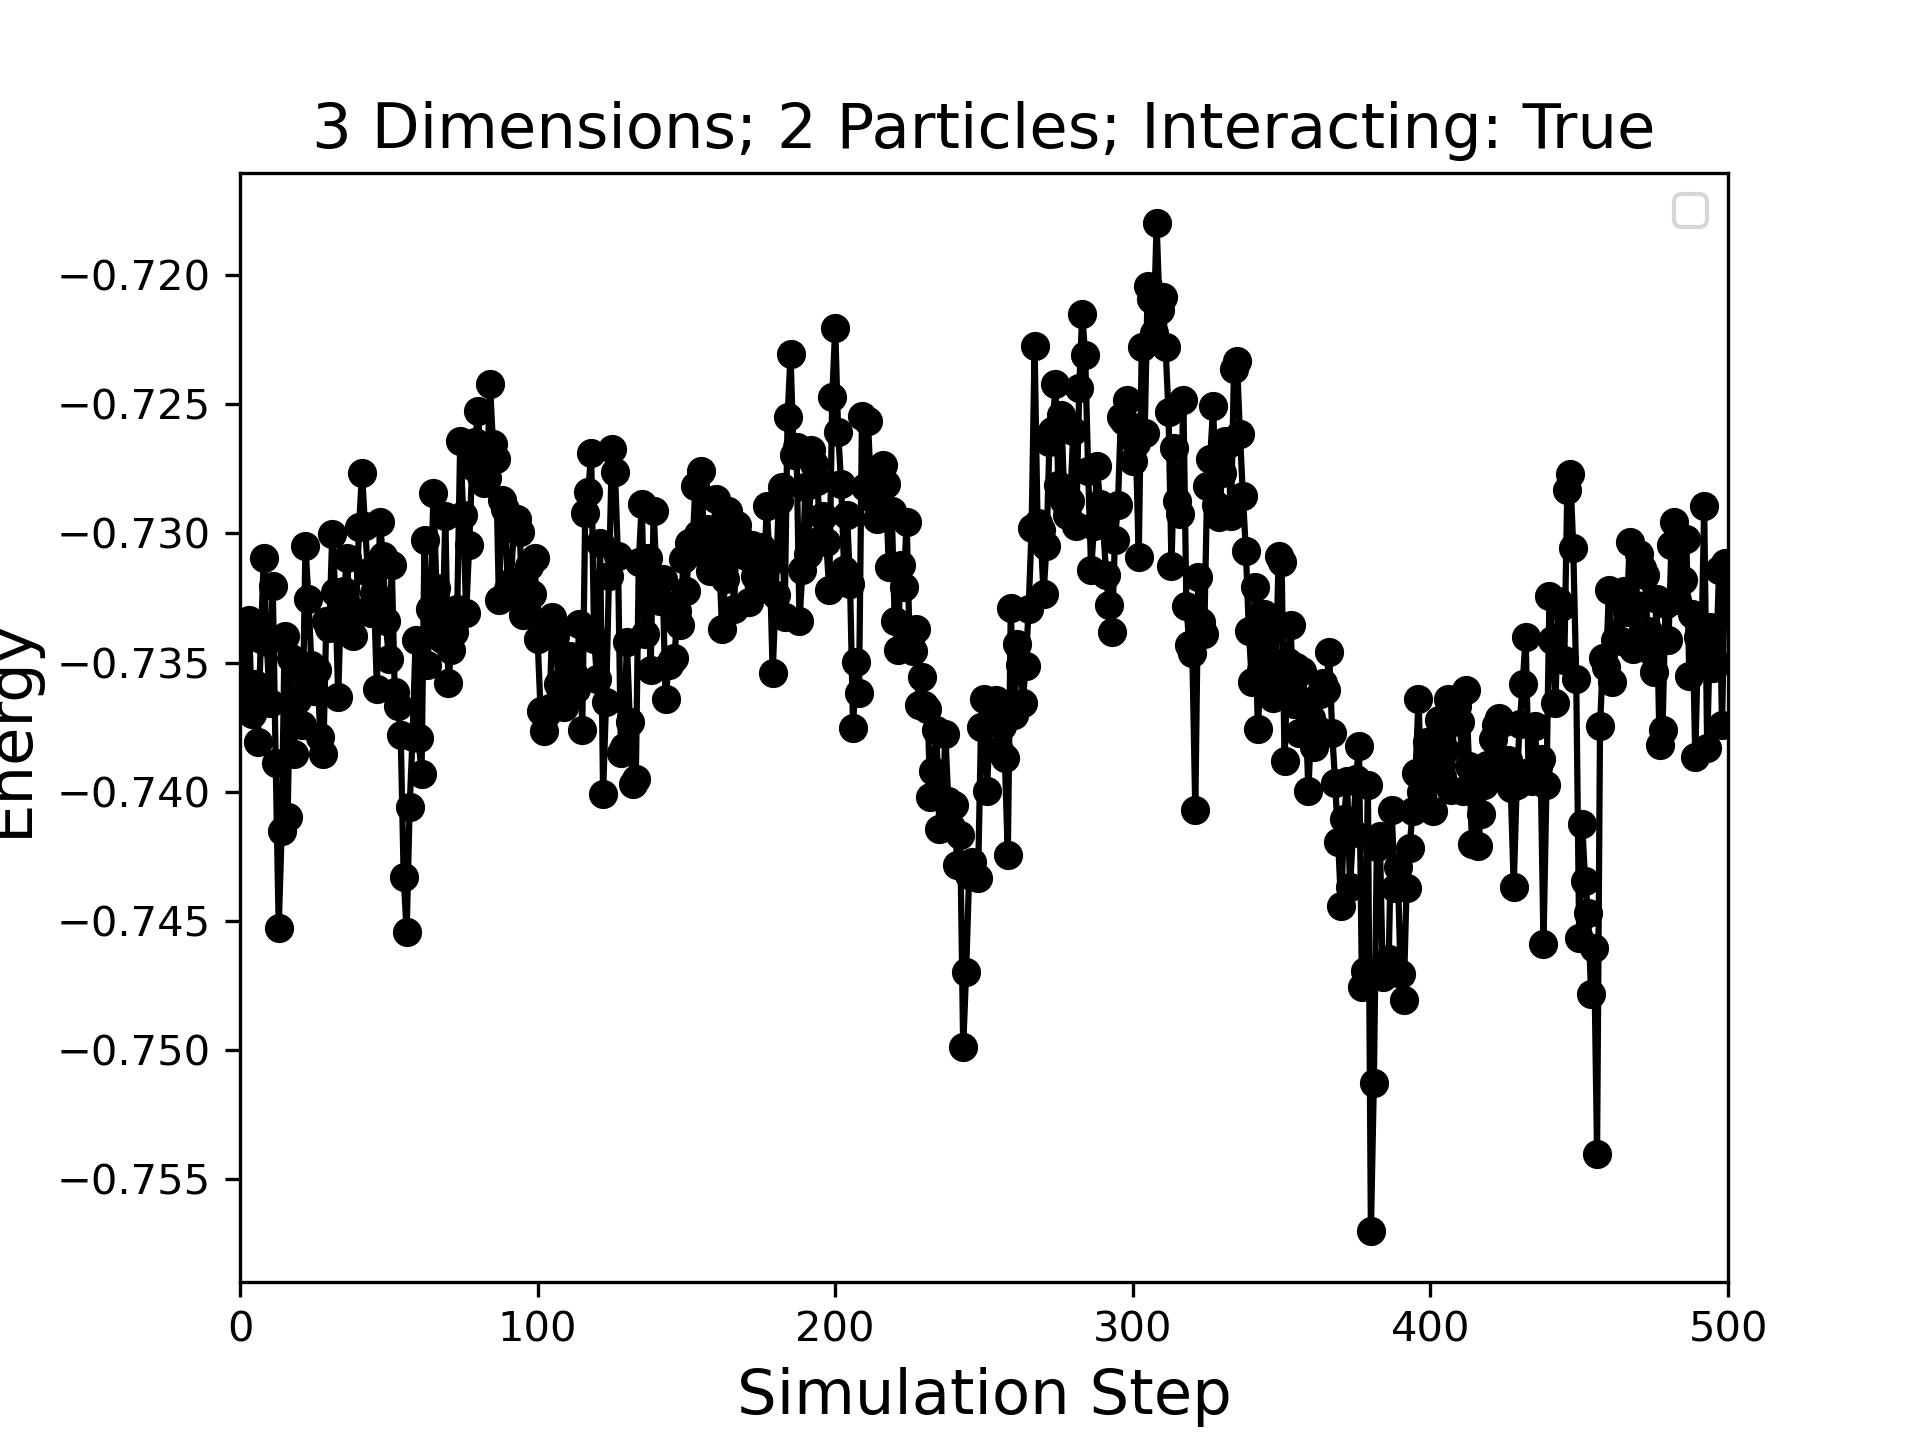 3 Dimensions; 2 Particles; Interacting: True
Energy
−0.720
−0.725
−0.730
−0.735
−0.740
−0.745
−0.750
−0.755
0 100 200 300 400 500
Simulation Step